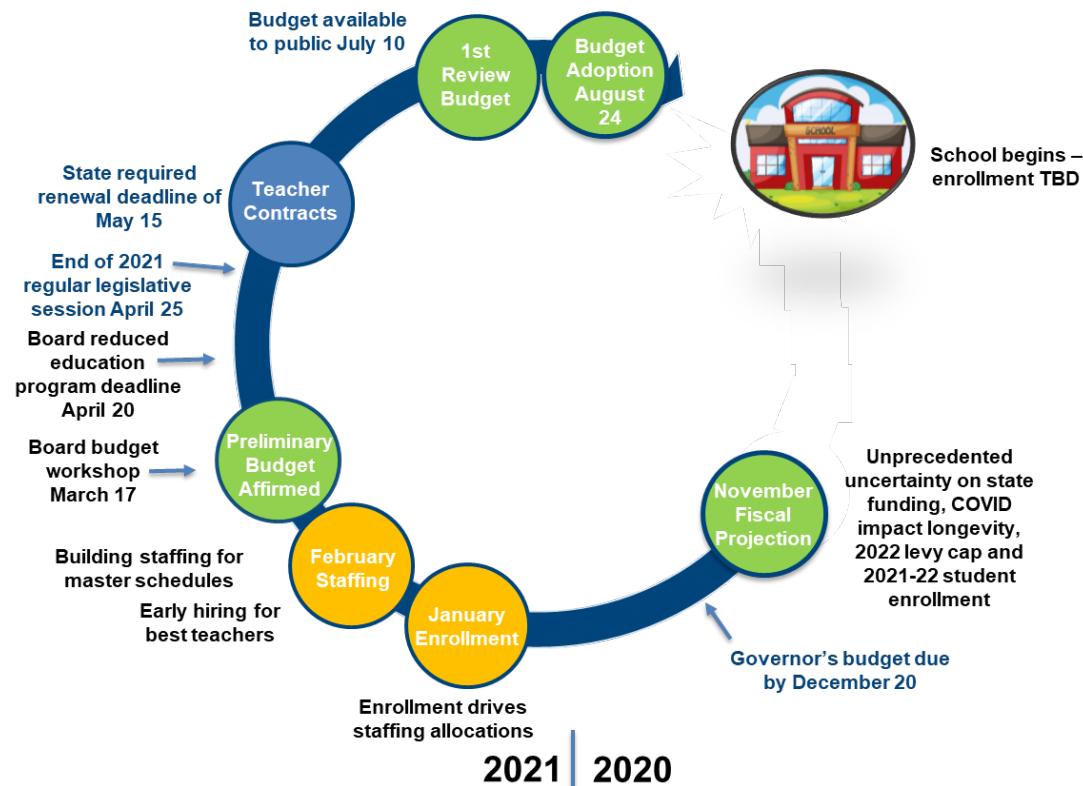 Budget available
to public July 10
1st
Review
Budget
Budget
Adoption
August
24
SCHOOL
School begins –
enrollment TBD
State required
renewal deadline of
May 15
Teacher
Contracts
End of 2021
regular legislative
session April 25
Board reduced
education
program deadline
April 20
Board budget
workshop
March 17
Preliminary
Budget
Affirmed
November
Fiscal
Projection
Unprecedented
uncertainty on state
funding, COVID
impact longevity,
2022 levy cap and
2021-22 student
enrollment
Building staffing for
master schedules
February
Staffing
Early hiring for
best teachers
January
Enrollment
Governor’s budget due
by December 20
Enrollment drives
staffing allocations
2021 2020